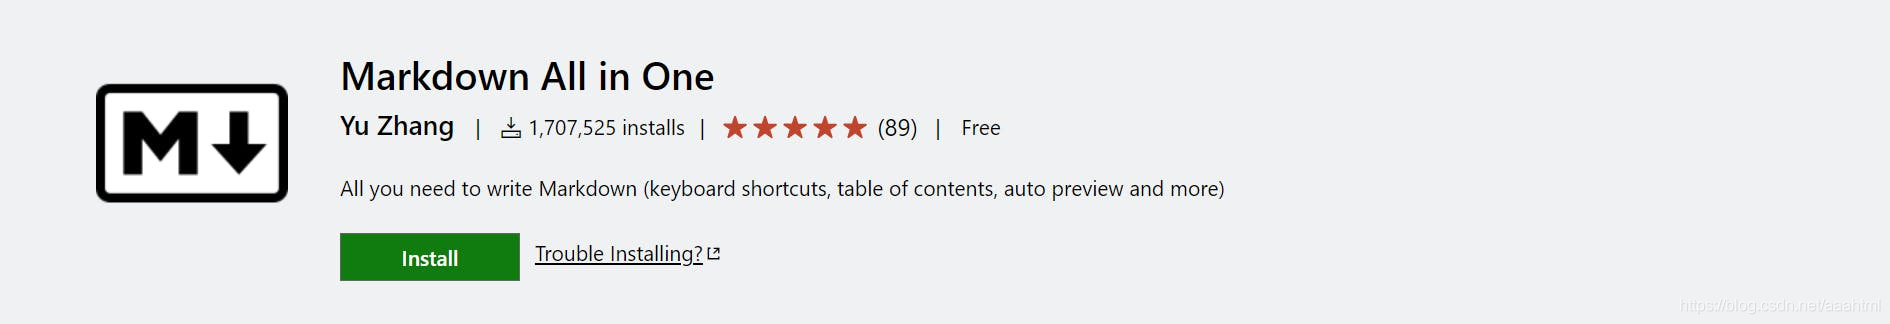 Markdown All in One
M
Yu Zhang | 1,707,525 installs | (89) | Free
All you need to write Markdown (keyboard shortcuts, table of contents, auto preview and more)
Install Trouble Installing?
https://blog.csdn.net/aaahtml